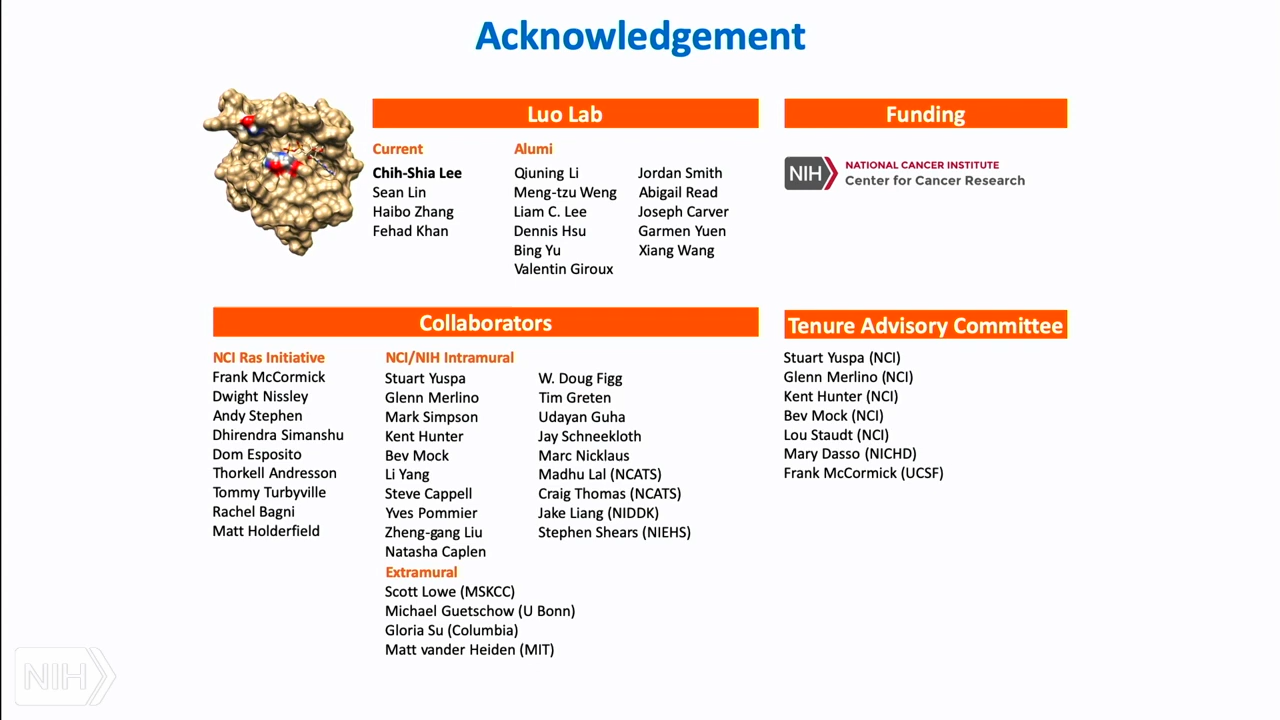 Acknowledgement
Luo Lab
Current
Chih-Shia Lee
Sean Lin
Haibo Zhang
Fehad Khan
Alumi
Qiuning Li
Meng-tzu Weng
Liam C. Lee
Dennis Hsu
Bing Yu
Valentin Giroux
Jordan Smith
Abigail Read
Joseph Carver
Garmen Yuen
Xiang Wang
Funding
NIH
NATIONAL CANCER INSTITUTE
Center for Cancer Research
Collaborators
NCI Ras Initiative
Frank McCormick
Dwight Nissley
Andy Stephen
Dhirendra Simanshu
Dom Esposito
Thorkell Andresson
Tommy Turbyville
Rachel Bagni
Matt Holderfield
NCI/NIH Intramural
Stuart Yuspa
Glenn Merlino
Mark Simpson
Kent Hunter
Bev Mock
Li Yang
Steve Cappell
Yves Pommier
Zheng-gang Liu
Natasha Caplen
W. Doug Figg
Tim Greten
Udayan Guha
Jay Schneekloth
Marc Nicklaus
Madhu Lal (NCATS)
Craig Thomas (NCATS)
Jake Liang (NIDDK)
Stephen Shears (NIEHS)
Extramural
Scott Lowe (MSKCC)
Michael Guetschow (U Bonn)
Gloria Su (Columbia)
Matt vander Heiden (MIT)
Tenure Advisory Committee
Stuart Yuspa (NCI)
Glenn Merlino (NCI)
Kent Hunter (NCI)
Bev Mock (NCI)
Lou Staudt (NCI)
Mary Dasso (NICHD)
Frank McCormick (UCSF)
NIH